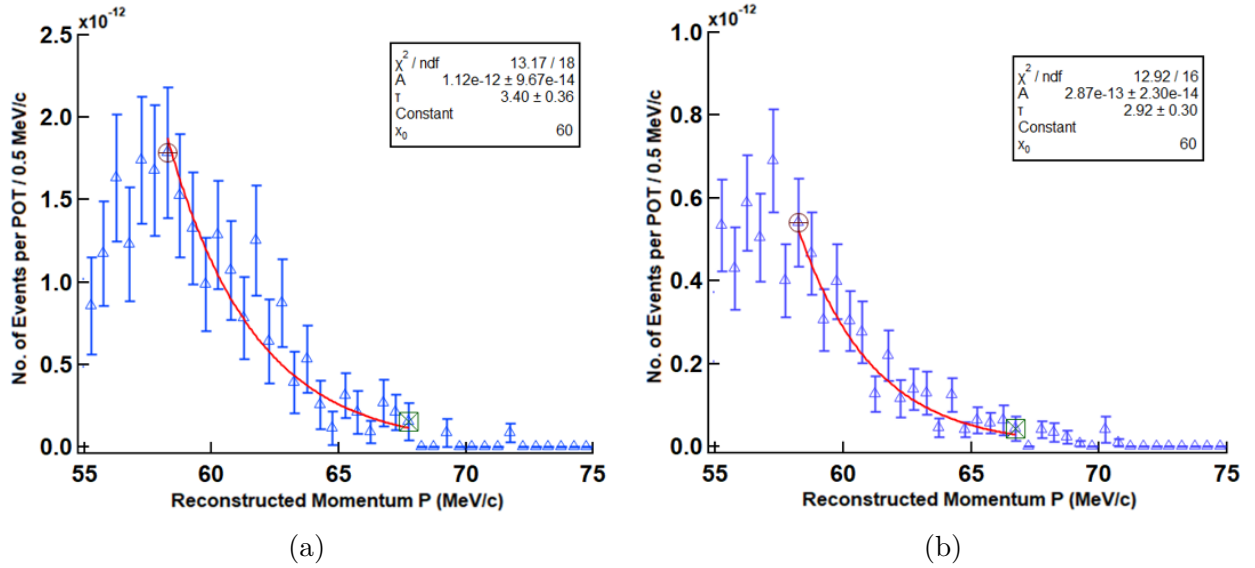 x10-12
2.5
2.0
1.5
1.0
0.5
0.0
55
60
65
70
75
No. of Events per POT / 0.5 MeV/c
Reconstructed Momentum P (MeV/c)
χ2 / ndf 13.17 / 18
A 1.12e-12 ± 9.67e-14
τ 3.40 ± 0.36
Constant
x0 60
(a)
x10-12
1.0
0.8
0.6
0.4
0.2
0.0
55
60
65
70
75
No. of Events per POT / 0.5 MeV/c
Reconstructed Momentum P (MeV/c)
χ2 / ndf 12.92 / 16
A 2.87e-13 ± 2.30e-14
τ 2.92 ± 0.30
Constant
x0 60
(b)